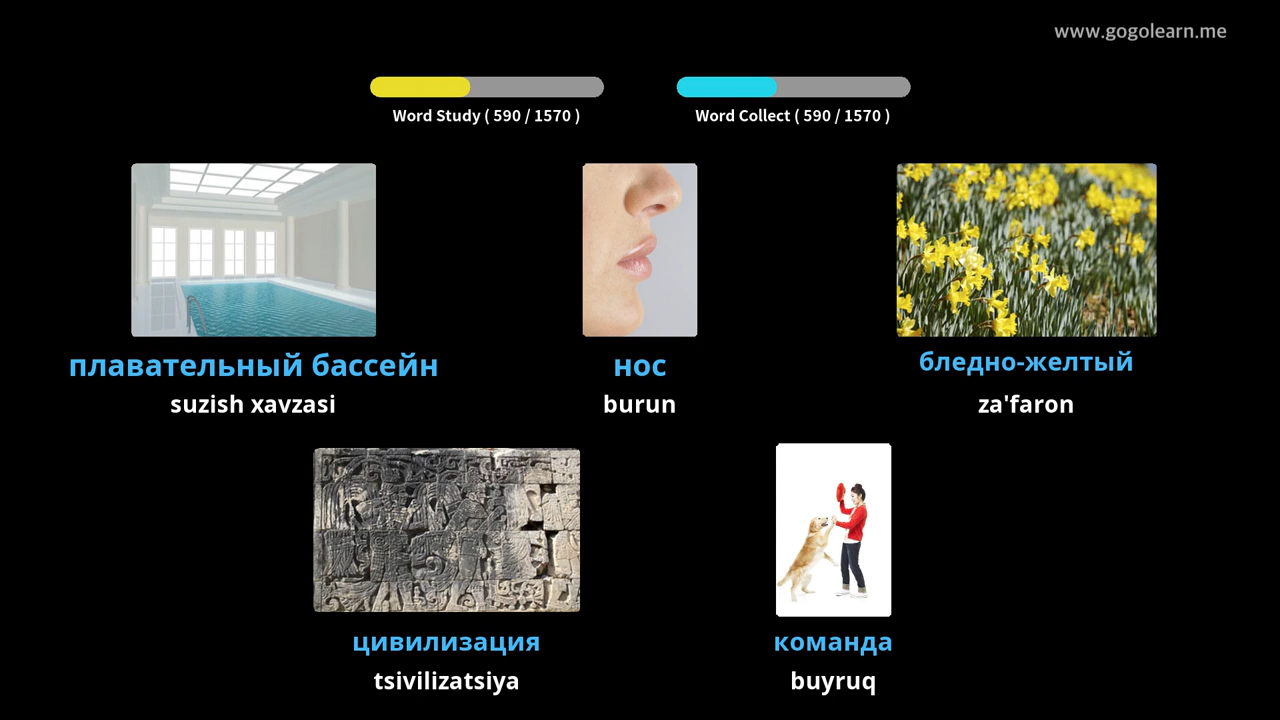 www.gogolearn.me
Word Study ( 590 / 1570 )
Word Collect ( 590 / 1570 )
плавательный бассейн
suzish xavzasi
нос
burun
бледно-желтый
za'faron
цивилизация
tsivilizatsiya
команда
buyruq